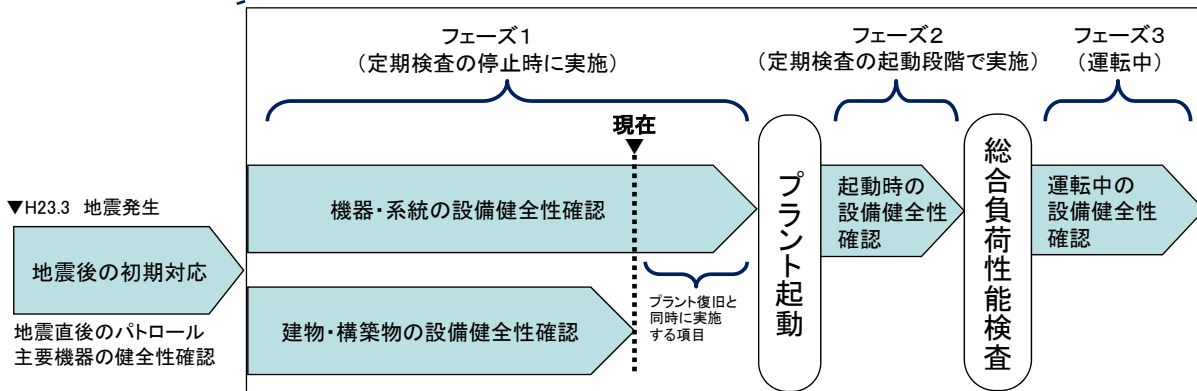 フェーズ1
(定期検査の停止時に実施)
フェーズ2
(定期検査の起動段階で実施)
フェーズ3
(運転中)
現在
▼
▼H23.3 地震発生
地震後の初期対応
地震直後のパトロール
主要機器の健全性確認
機器・系統の設備健全性確認
建物・構築物の設備健全性確認
プラント復旧と
同時に実施
する項目
プラント起動
起動時の
設備健全性
確認
総合負荷性能検査
運転中の
設備健全性
確認